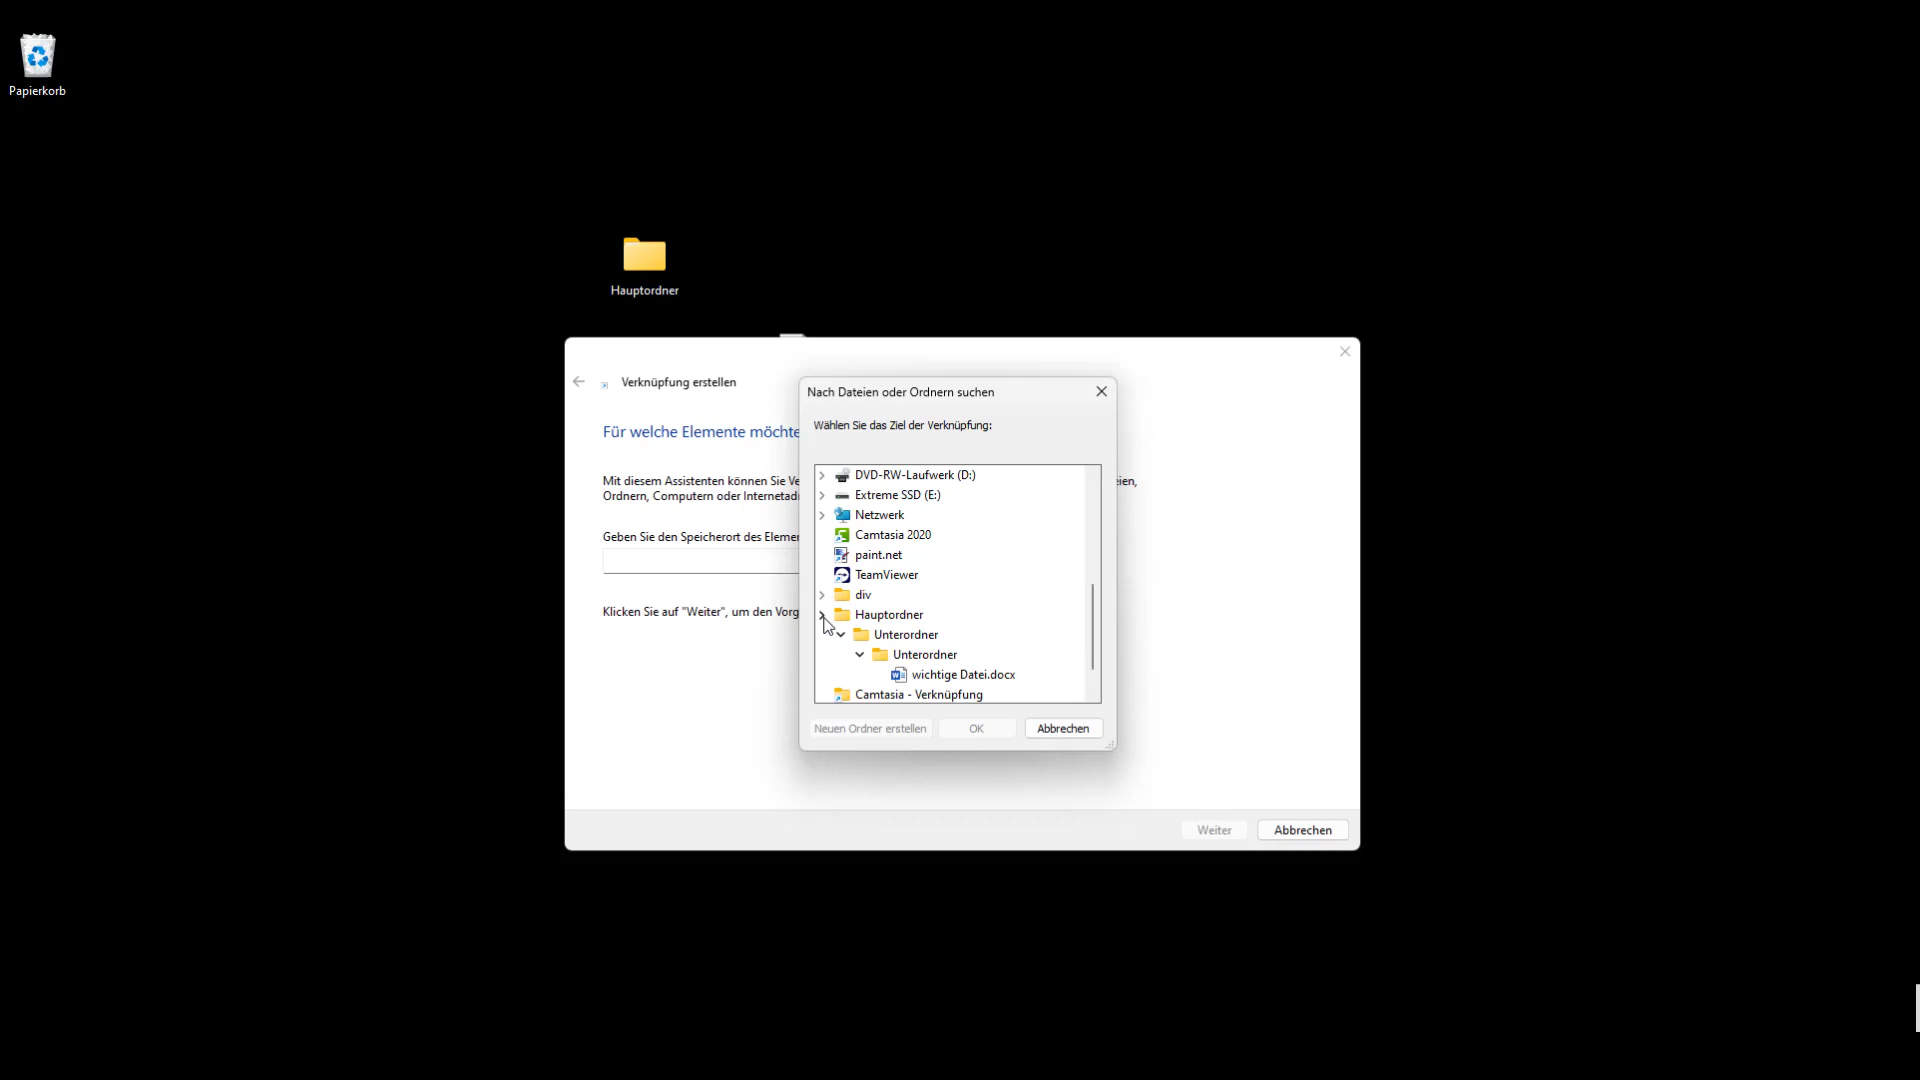 Papierkorb
Hauptordner
Verknüpfung erstellen
Für welche Elemente möchte
Mit diesem Assistenten können Sie Ve
eien,
Ordnern, Computern oder Internetad
Geben Sie den Speicherort des Elemen
Klicken Sie auf "Weiter", um den Vorg
Nach Dateien oder Ordnern suchen
Wählen Sie das Ziel der Verknüpfung:
DVD-RW-Laufwerk (D:)
Extreme SSD (E:)
Netzwerk
Camtasia 2020
paint.net
TeamViewer
div
Hauptordner
Unterordner
Unterordner
wichtige Datei.docx
Camtasia - Verknüpfung
Neuen Ordner erstellen
OK
Abbrechen
Weiter
Abbrechen